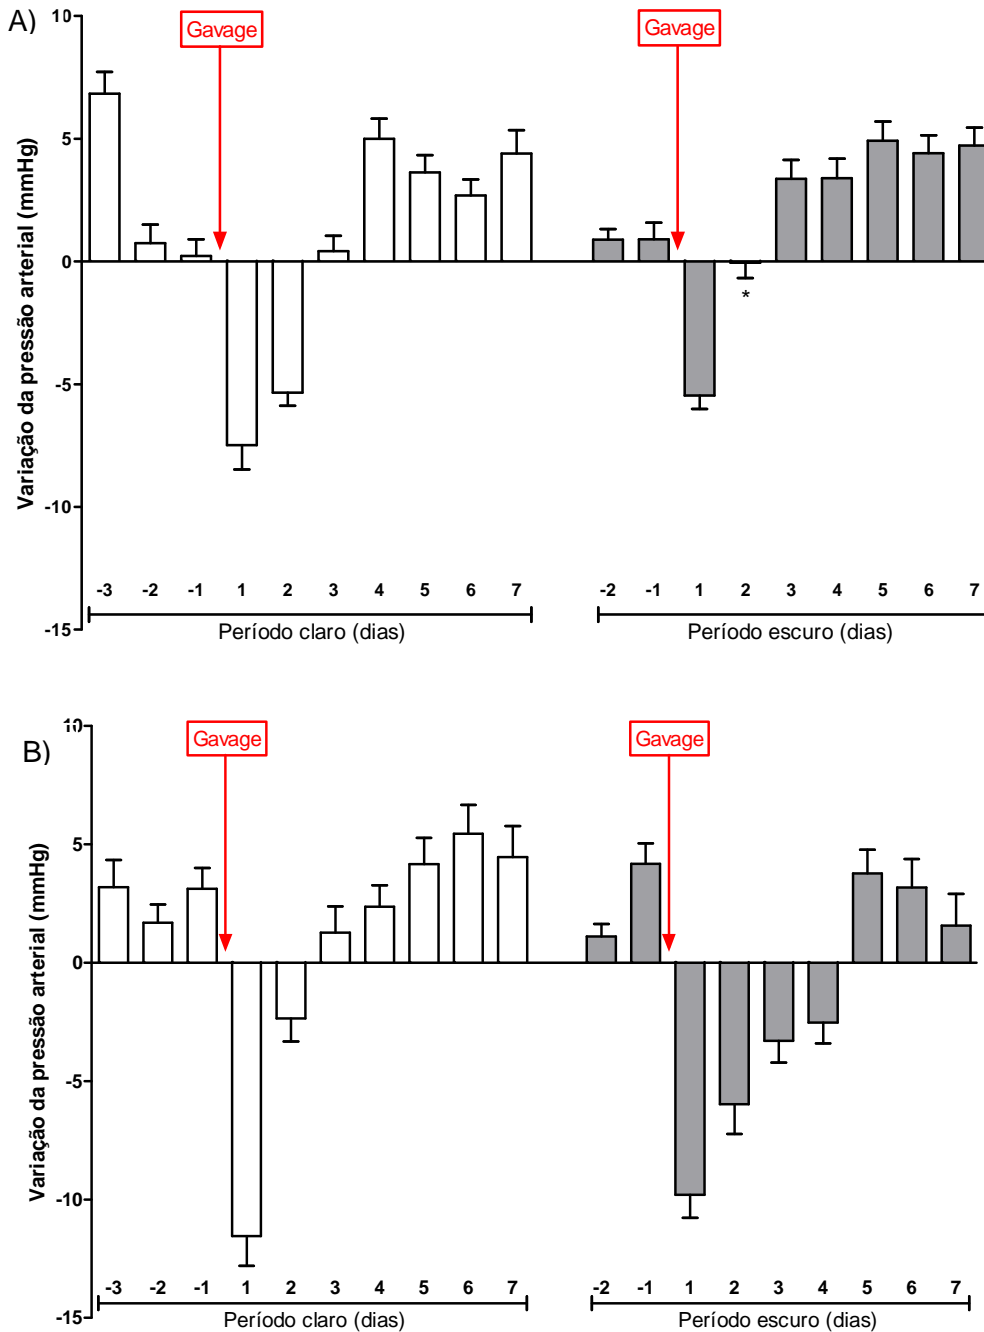 A)
Gavage
Gavage
Variação da pressão arterial (mmHg)
10
5
0
-5
-10
-15
*
-3 -2 -1 1 2 3 4 5 6 7
-2 -1 1 2 3 4 5 6 7
Período claro (dias)
Período escuro (dias)
B)
Gavage
Gavage
Variação da pressão arterial (mmHg)
10
5
0
-5
-10
-15
-3 -2 -1 1 2 3 4 5 6 7
-2 -1 1 2 3 4 5 6 7
Período claro (dias)
Período escuro (dias)